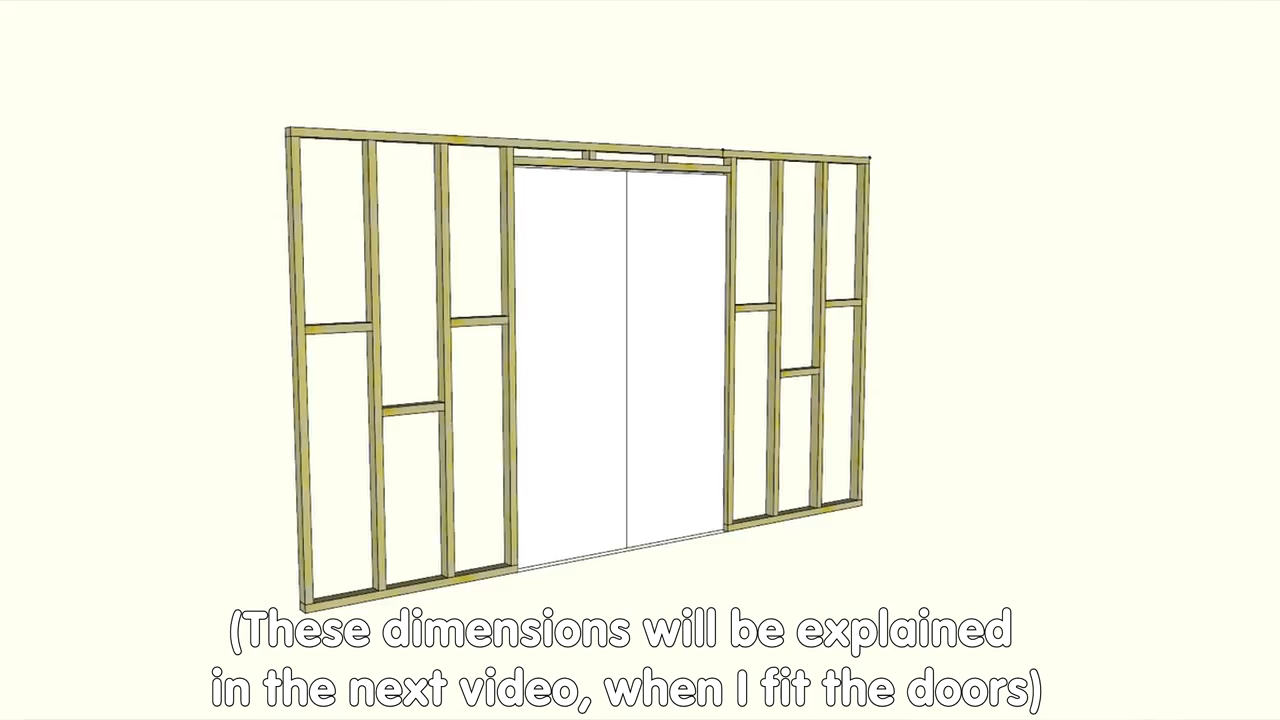 (These dimensions will be explained
in the next video, when I fit the doors)